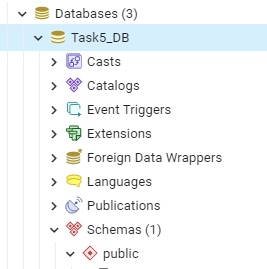 Databases (3)
Task5_DB
Casts
Catalogs
Event Triggers
Extensions
Foreign Data Wrappers
Languages
Publications
Schemas (1)
public